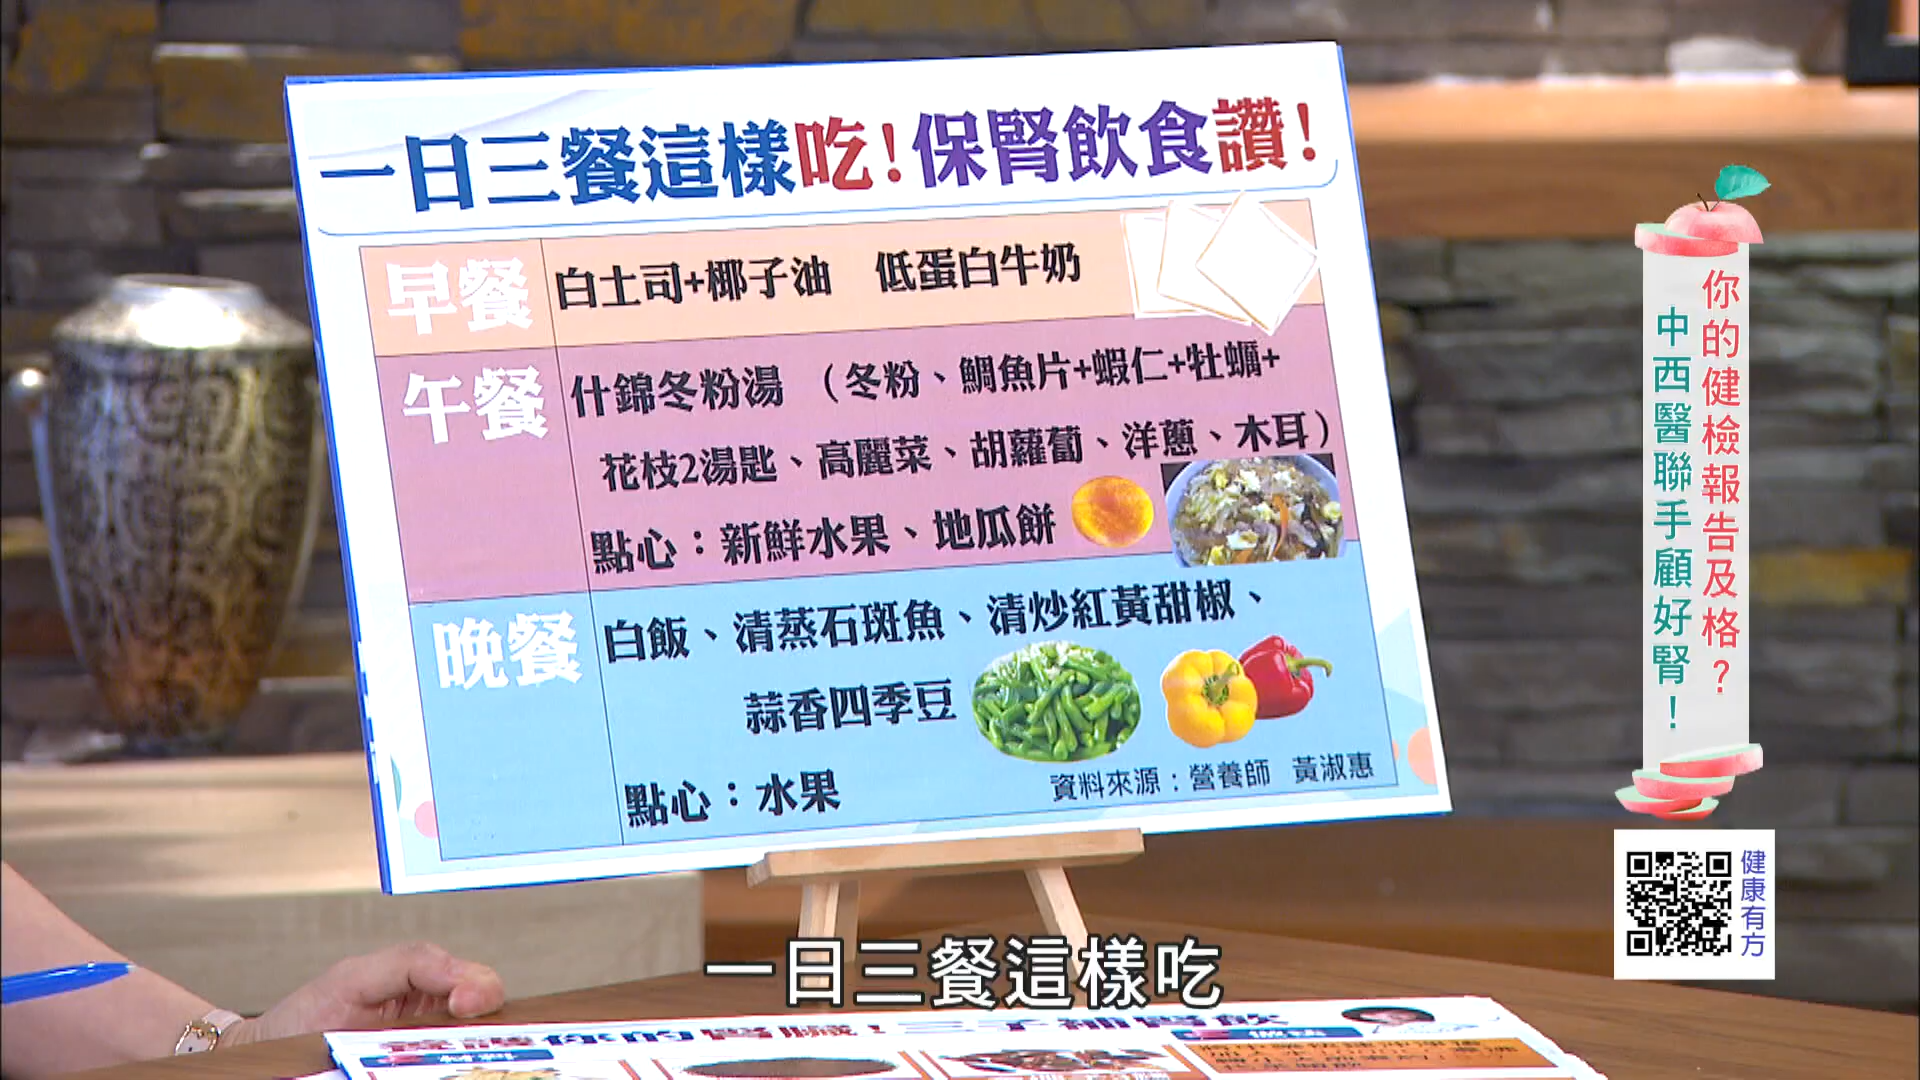 一日三餐這樣吃!保腎飲食讚!
早餐
白土司+椰子油 低蛋白牛奶
午餐
什錦冬粉湯 （冬粉、鯛魚片+蝦仁+牡蠣+
花枝2湯匙、高麗菜、胡蘿蔔、洋蔥、木耳）
點心：新鮮水果、地瓜餅
晚餐
白飯、清蒸石斑魚、清炒紅黃甜椒、
蒜香四季豆
點心：水果
資料來源：營養師 黃淑惠
你的健檢報告及格?
中西醫聯手顧好腎!
健康有方
一日三餐這樣吃